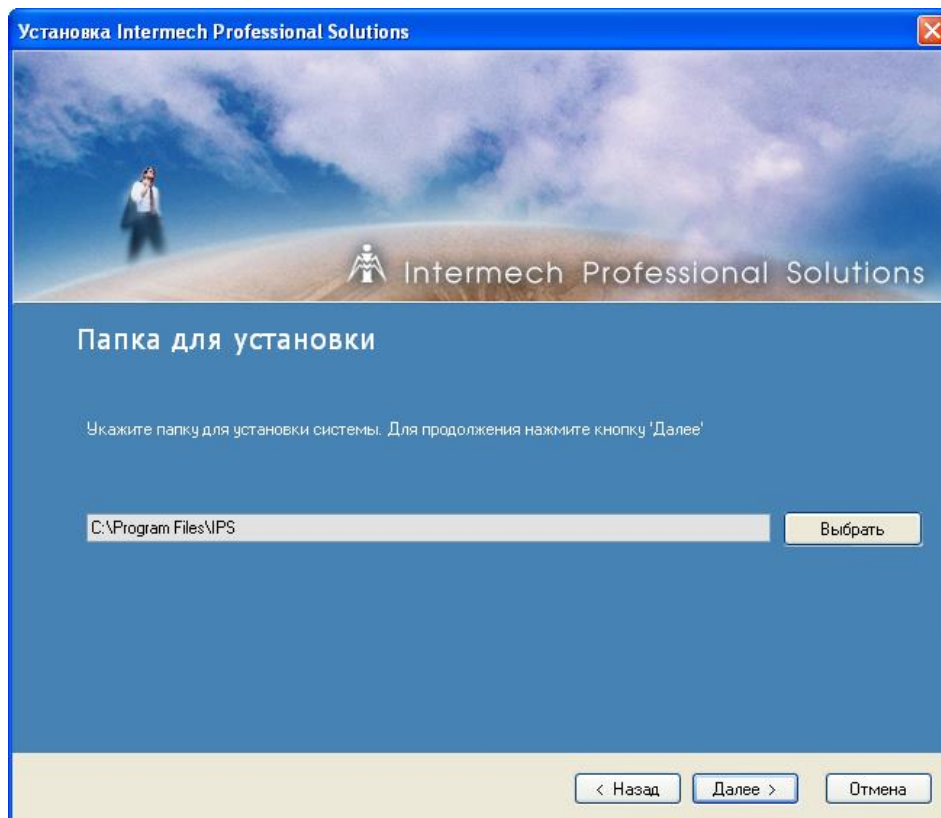 Установка Intermech Professional Solutions
Intermech Professional Solutions
Папка для установки
Укажите папку для установки системы. Для продолжения нажмите кнопку 'Далее'
C:\Program Files\IPS
Выбрать
< Назад
Далее >
Отмена